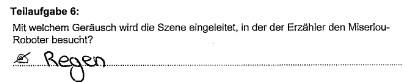 Teilaufgabe 6:
Mit welchem Geräusch wird die Szene eingeleitet, in der der Erzähler den Miserlou-
Roboter besucht?
✍ Regen